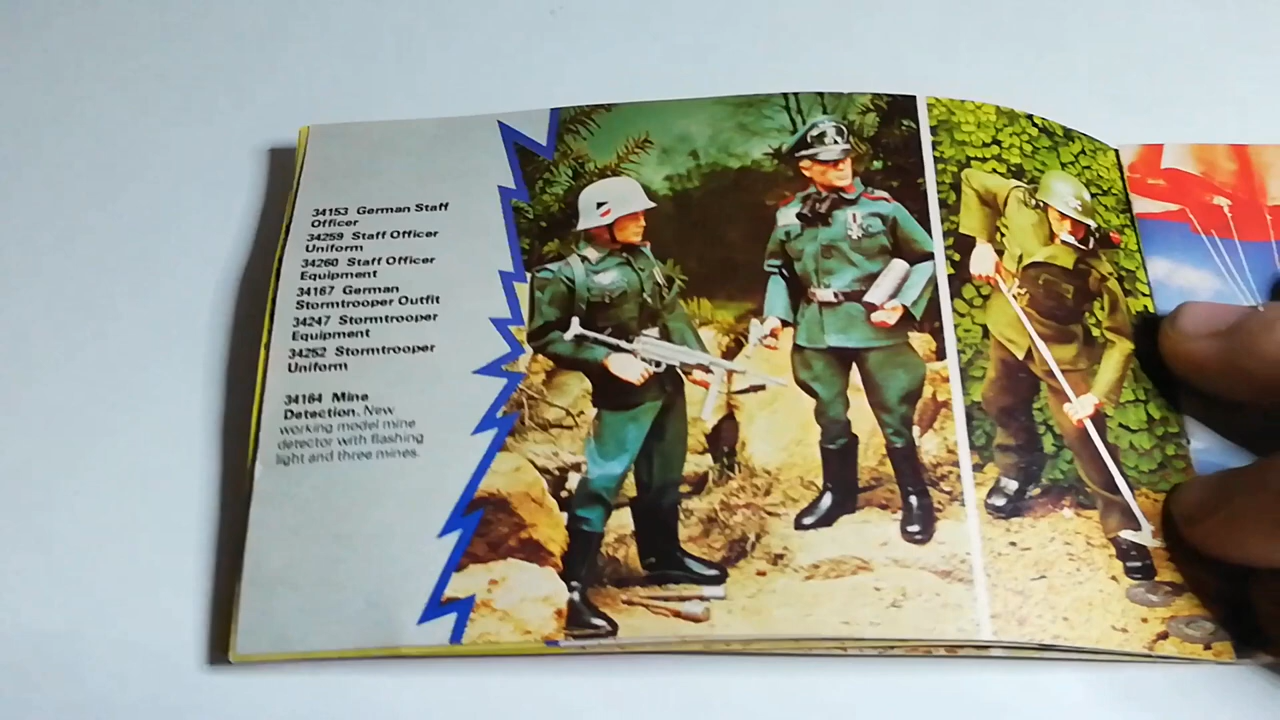 34153 German Staff
Officer
34259 Staff Officer
Uniform
34260 Staff Officer
Equipment
34167 German
Stormtrooper Outfit
34247 Stormtrooper
Equipment
34252 Stormtrooper
Uniform
34164 Mine
Detection. New
working model mine
detector with flashing
light and three mines.